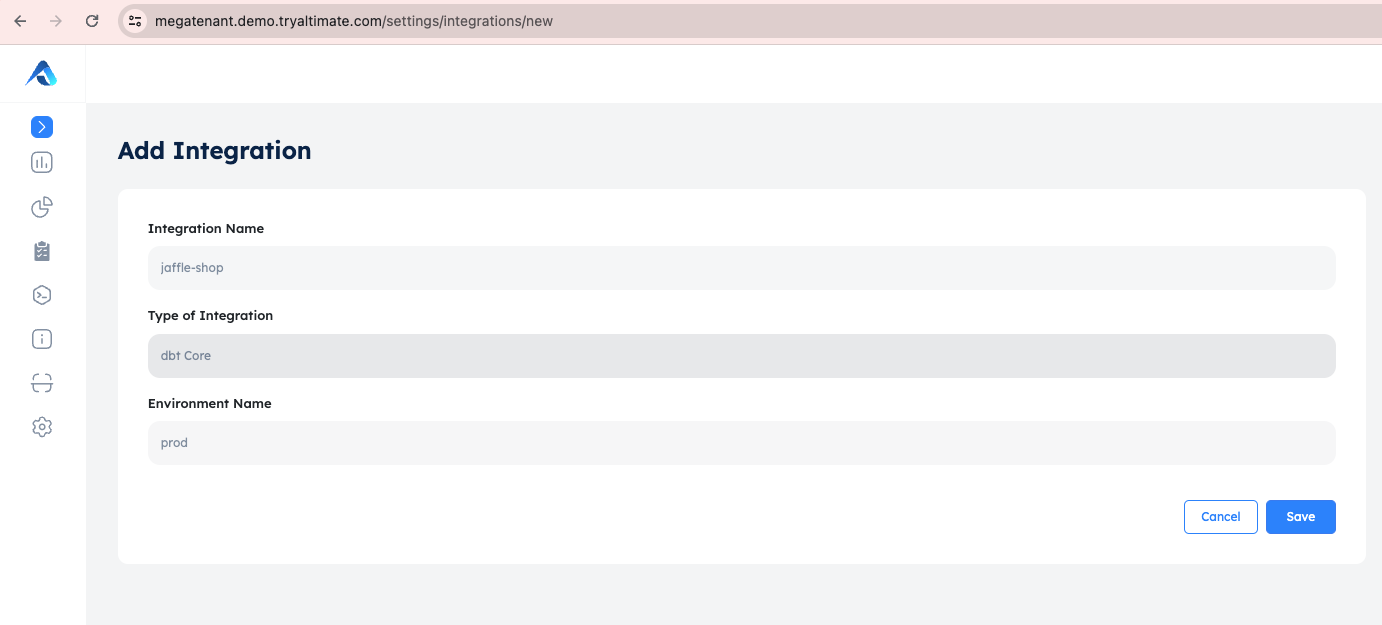 megatenant.demo.tryaltimate.com/settings/integrations/new
Add Integration
Integration Name
jaffle-shop
Type of Integration
dbt Core
Environment Name
prod
Cancel Save